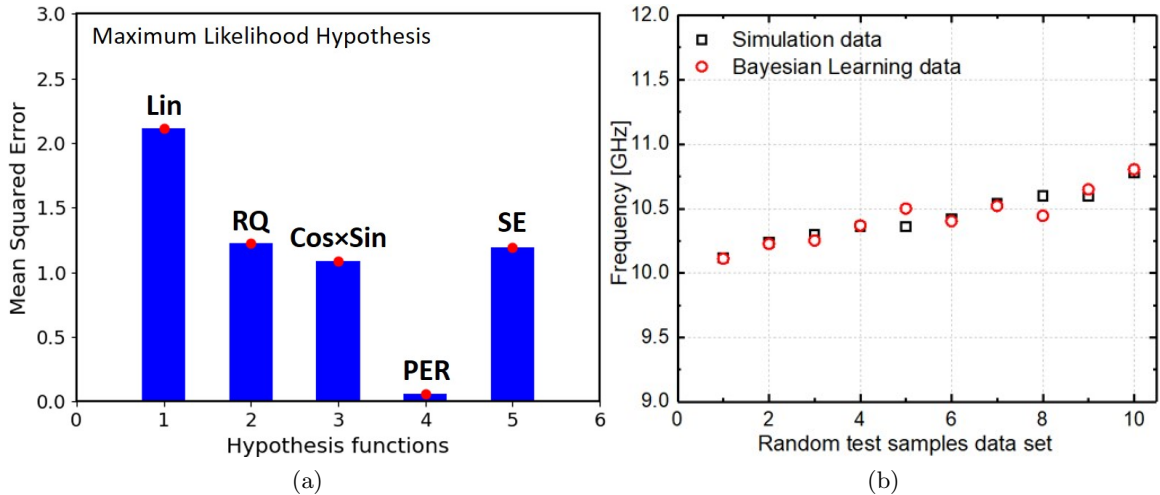 Maximum Likelihood Hypothesis
Mean Squared Error
3.0
2.5
2.0
1.5
1.0
0.5
0.0
Lin
RQ
Cos×Sin
PER
SE
0 1 2 3 4 5 6
Hypothesis functions
(a)
Simulation data
Bayesian Learning data
Frequency [GHz]
12.0
11.5
11.0
10.5
10.0
9.5
9.0
0 2 4 6 8 10
Random test samples data set
(b)